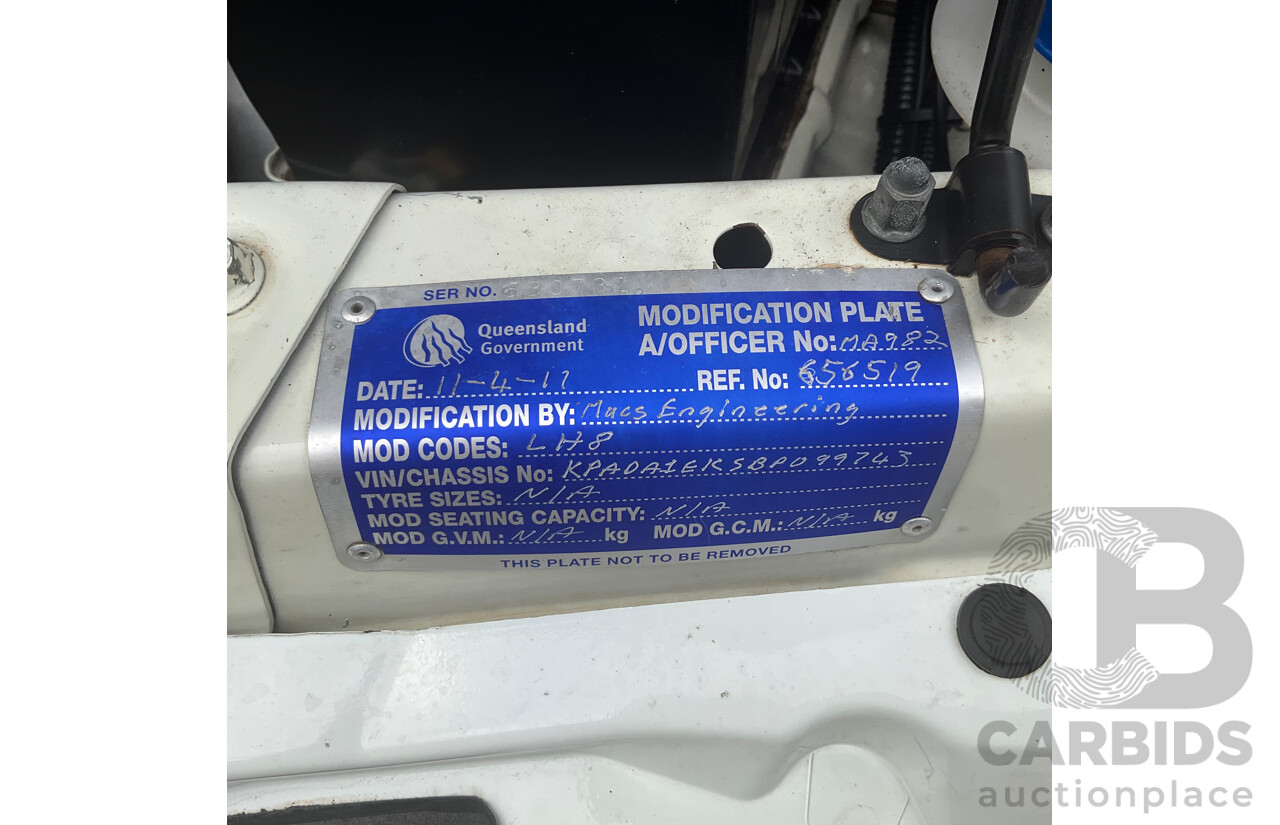 SER NO.
Queensland
Government
MODIFICATION PLATE
A/OFFICER No: MA982
DATE: 11-4-11
REF. No: 656519
MODIFICATION BY: Macs Engineering
MOD CODES: LH8
VIN/CHASSIS No: KPADA1EKSBP099743
TYRE SIZES: N/A
MOD SEATING CAPACITY: N/A
MOD G.V.M.: N/A kg MOD G.C.M.: N/A kg
THIS PLATE NOT TO BE REMOVED
CB
CARBIDS
auctionplace